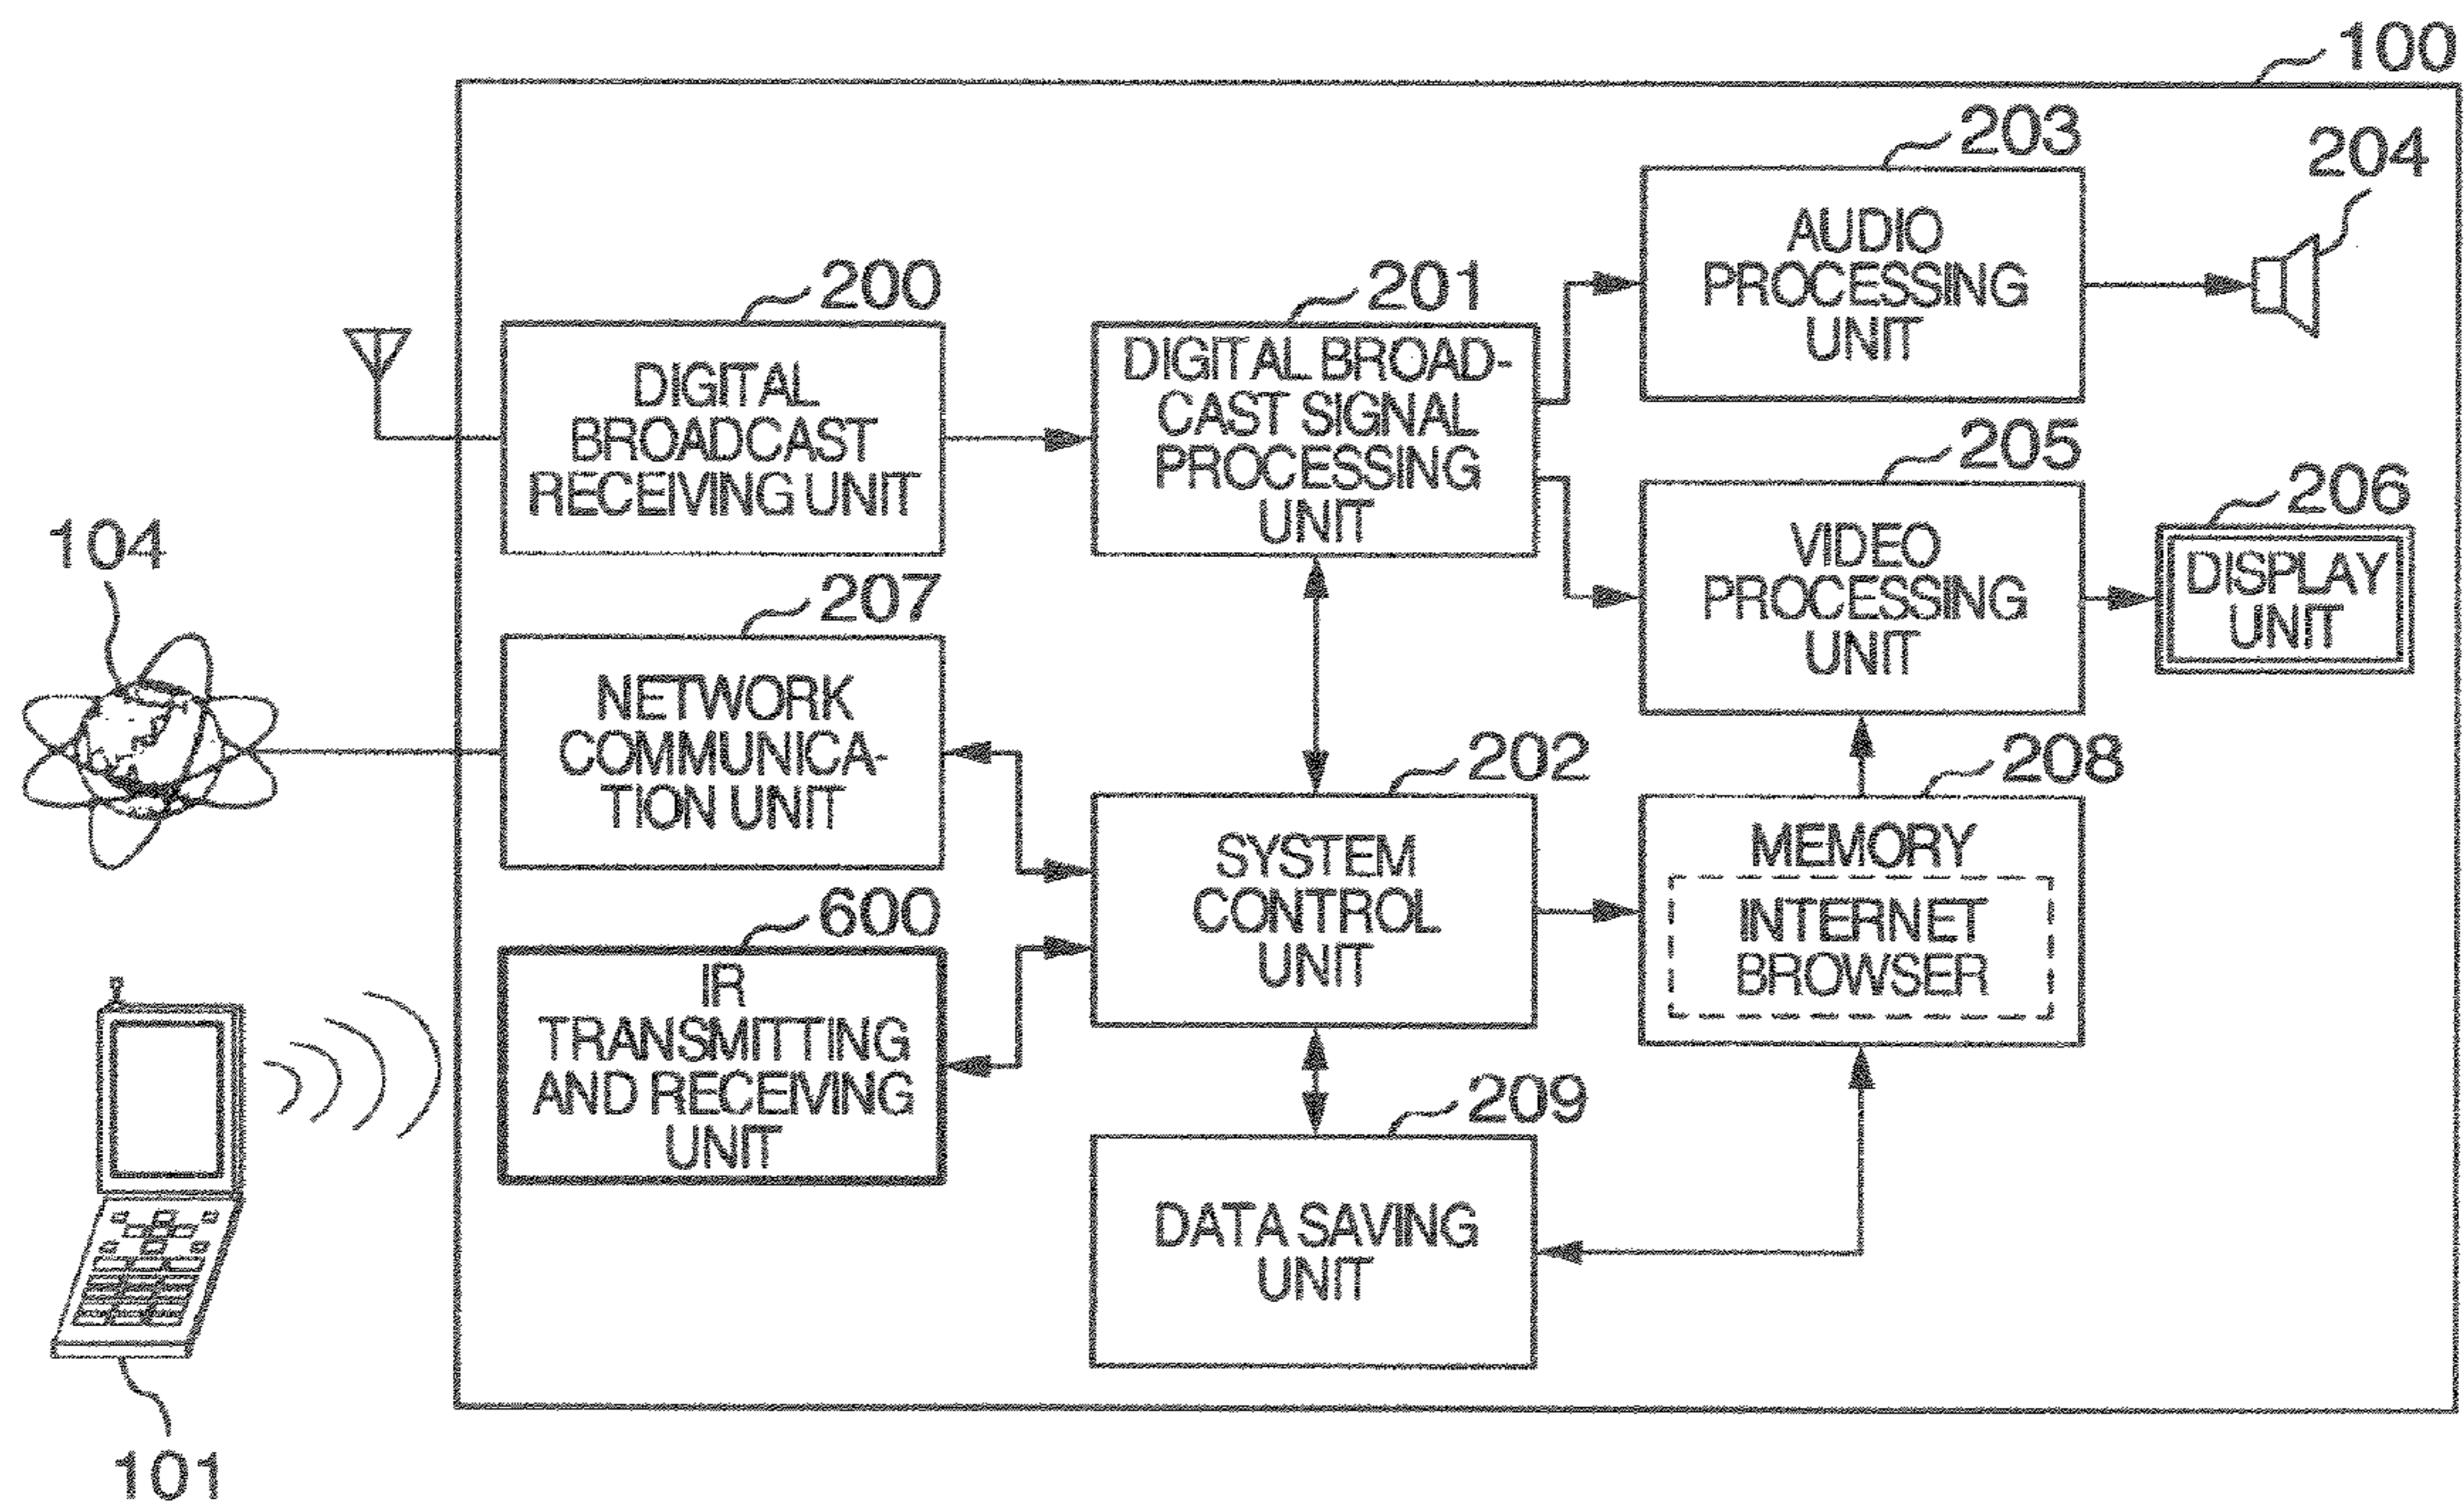 100
203
AUDIO
PROCESSING
UNIT
204
200
DIGITAL
BROADCAST
RECEIVING UNIT
201
DIGITAL BROAD-
CAST SIGNAL
PROCESSING
UNIT
205
VIDEO
PROCESSING
UNIT
206
DISPLAY
UNIT
104
207
NETWORK
COMMUNICA-
TION UNIT
202
SYSTEM
CONTROL
UNIT
208
MEMORY
INTERNET
BROWSER
600
IR
TRANSMITTING
AND RECEIVING
UNIT
209
DATA SAVING
UNIT
101